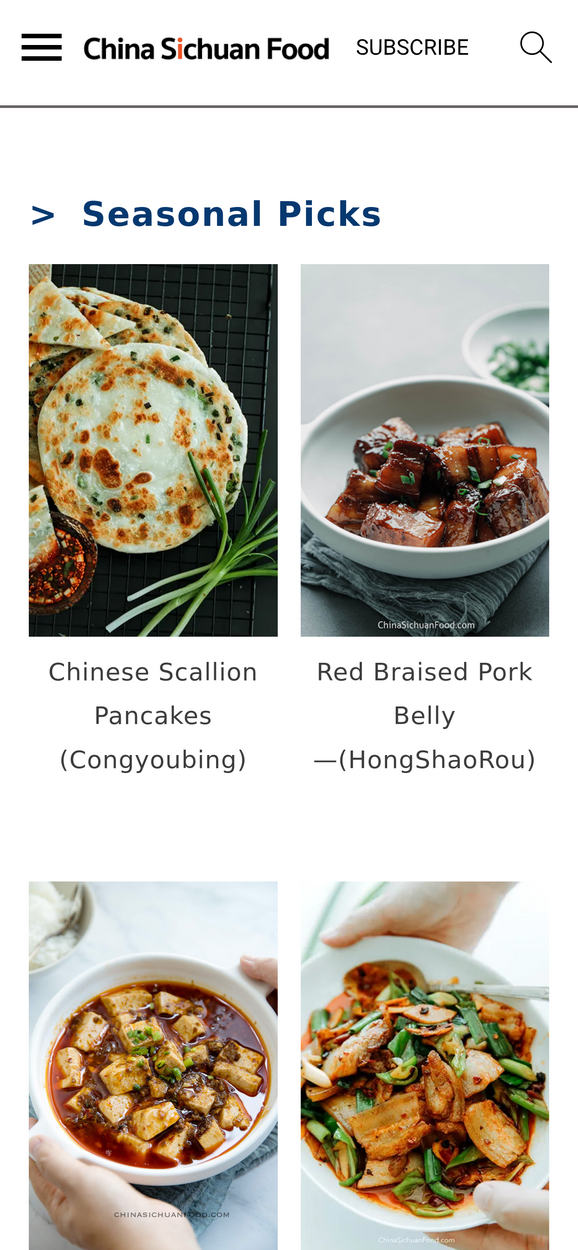 China Sichuan Food
SUBSCRIBE
> Seasonal Picks
ChinaSichuanFood.com
Chinese Scallion
Pancakes
(Congyoubing)
Red Braised Pork
Belly
—(HongShaoRou)
CHINASICHUANFOOD.COM
ChinaSichuanFood.com